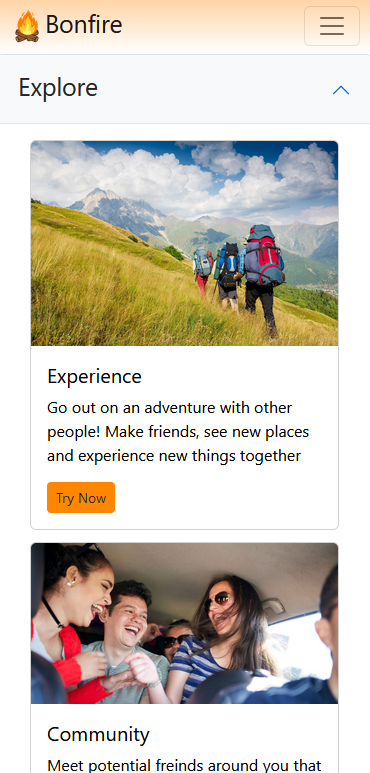 Bonfire
Explore
Experience
Go out on an adventure with other
people! Make friends, see new places
and experience new things together
Try Now
Community
Meet potential freinds around you that